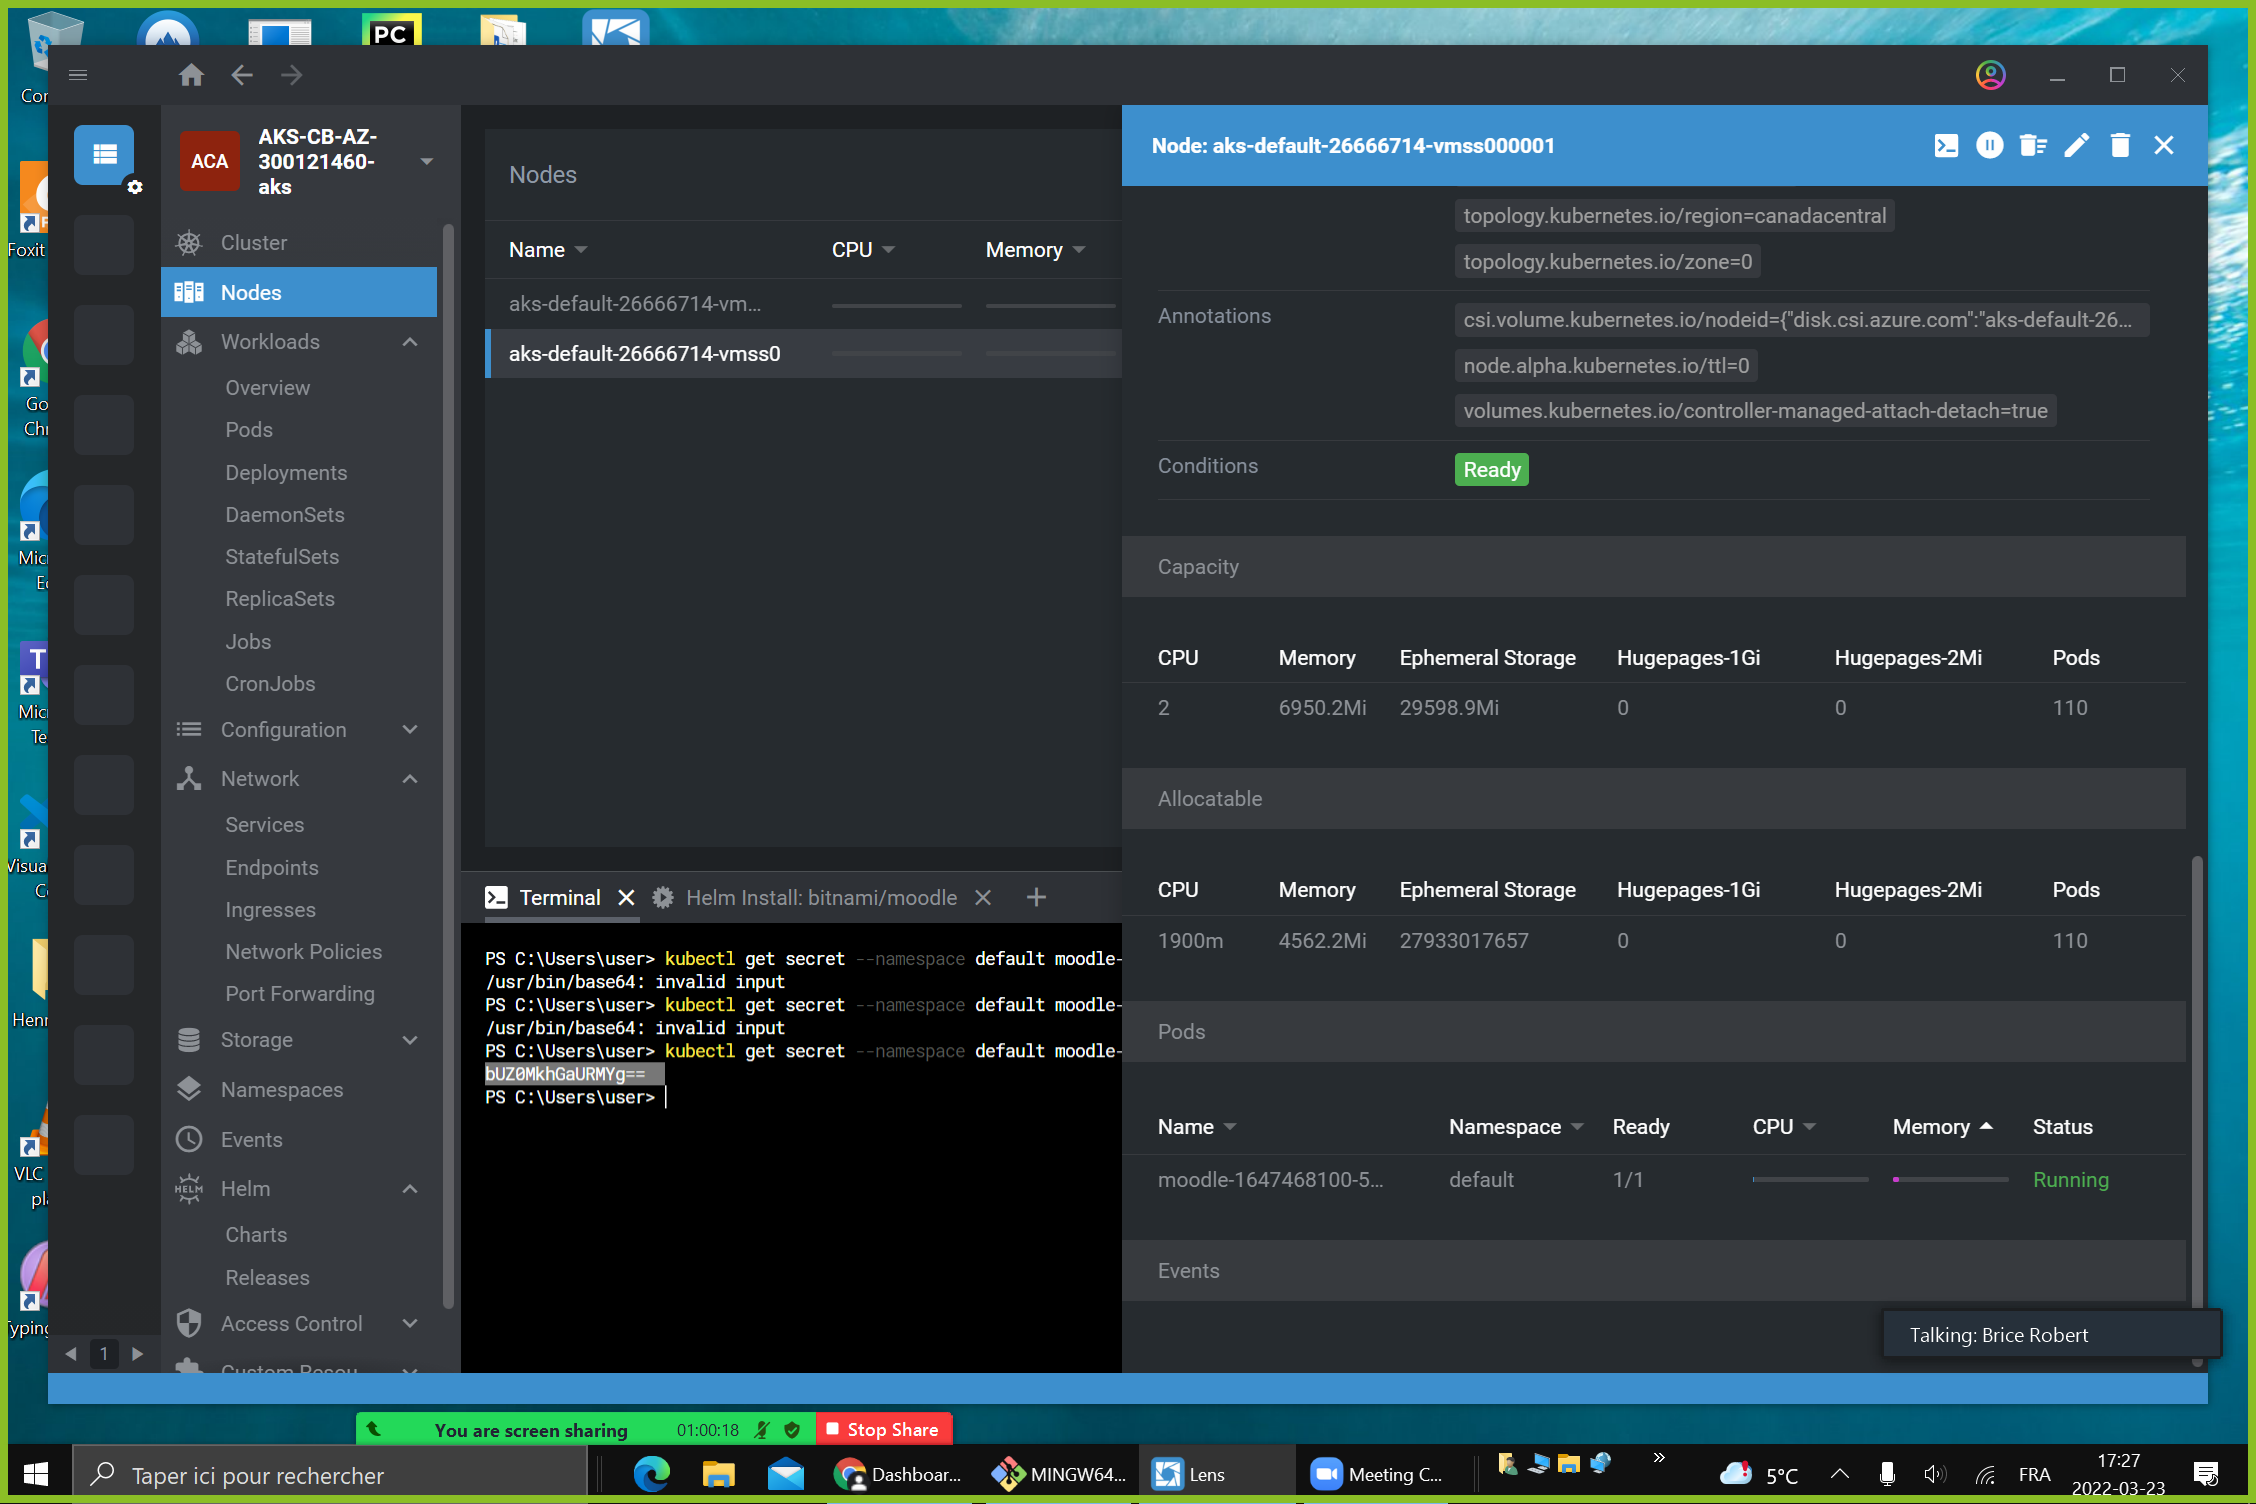 PC
Cor
Foxit
Go
Chr
Mic
Ec
T
Mic
Te
Visua
Cc
Henr
VLC
pla
Typing
ACA
AKS-CB-AZ-
300121460-
aks
Cluster
Nodes
Workloads
Overview
Pods
Deployments
DaemonSets
StatefulSets
ReplicaSets
Jobs
CronJobs
Configuration
Network
Services
Endpoints
Ingresses
Network Policies
Port Forwarding
Storage
Namespaces
Events
HELM
Helm
Charts
Releases
Access Control
Custom Resou
1
Nodes
Name CPU Memory
aks-default-26666714-vm...
aks-default-26666714-vmss0
Terminal Helm Install: bitnami/moodle
PS C:\Users\user> kubectl get secret --namespace default moodle-
/usr/bin/base64: invalid input
PS C:\Users\user> kubectl get secret --namespace default moodle-
/usr/bin/base64: invalid input
PS C:\Users\user> kubectl get secret --namespace default moodle-
bUZ0MkhGaURMYg==
PS C:\Users\user>
Node: aks-default-26666714-vmss000001
topology.kubernetes.io/region=canadacentral
topology.kubernetes.io/zone=0
Annotations
csi.volume.kubernetes.io/nodeid={"disk.csi.azure.com":"aks-default-26...
node.alpha.kubernetes.io/ttl=0
volumes.kubernetes.io/controller-managed-attach-detach=true
Conditions Ready
Capacity
CPU Memory Ephemeral Storage Hugepages-1Gi Hugepages-2Mi Pods
2 6950.2Mi 29598.9Mi 0 0 110
Allocatable
CPU Memory Ephemeral Storage Hugepages-1Gi Hugepages-2Mi Pods
1900m 4562.2Mi 27933017657 0 0 110
Pods
Name Namespace Ready CPU Memory Status
moodle-1647468100-5... default 1/1 Running
Events
Talking: Brice Robert
You are screen sharing 01:00:18 Stop Share
Taper ici pour rechercher
Dashboar...
MINGW64...
Lens
Meeting C...
5°C
FRA
17:27
2022-03-23